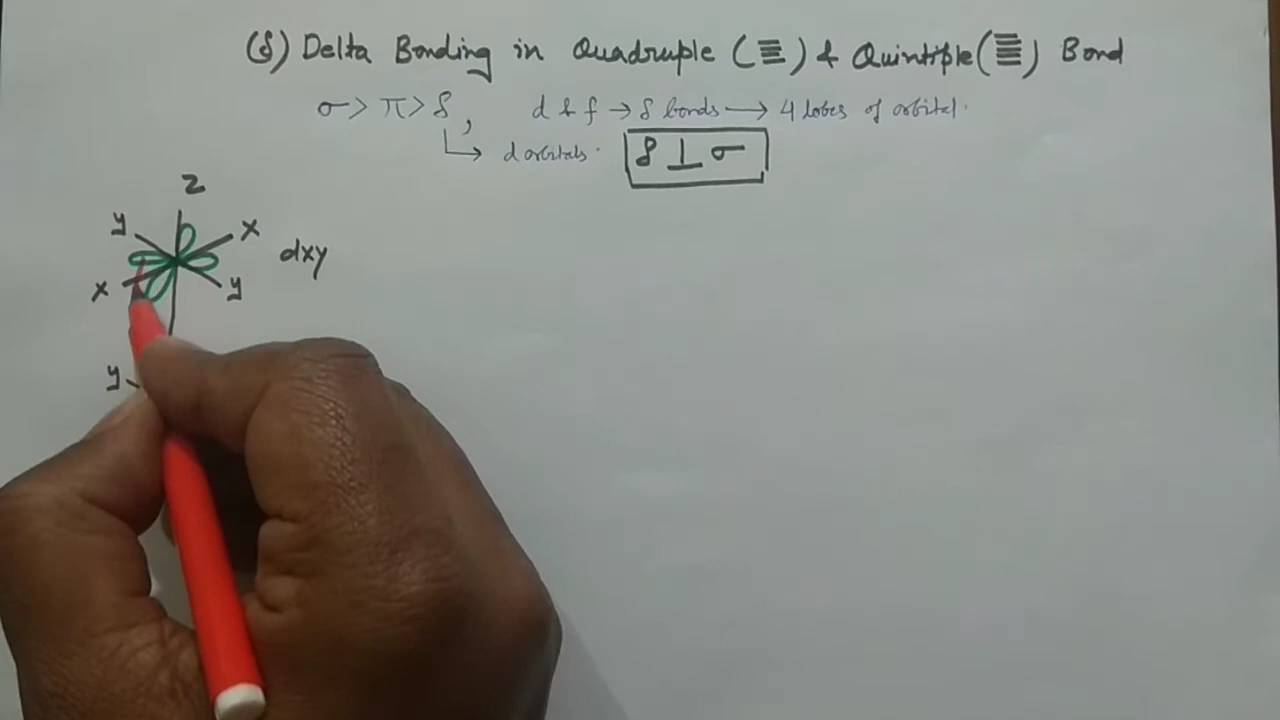 (δ) Delta Bonding in Quadruple (≣) & Quintiple (≣) Bond
σ > π > δ, d & f → δ bonds → 4 lobes of orbital.
↳ d orbitals. δ ⊥ σ
Z
y x
dxy
x y
y